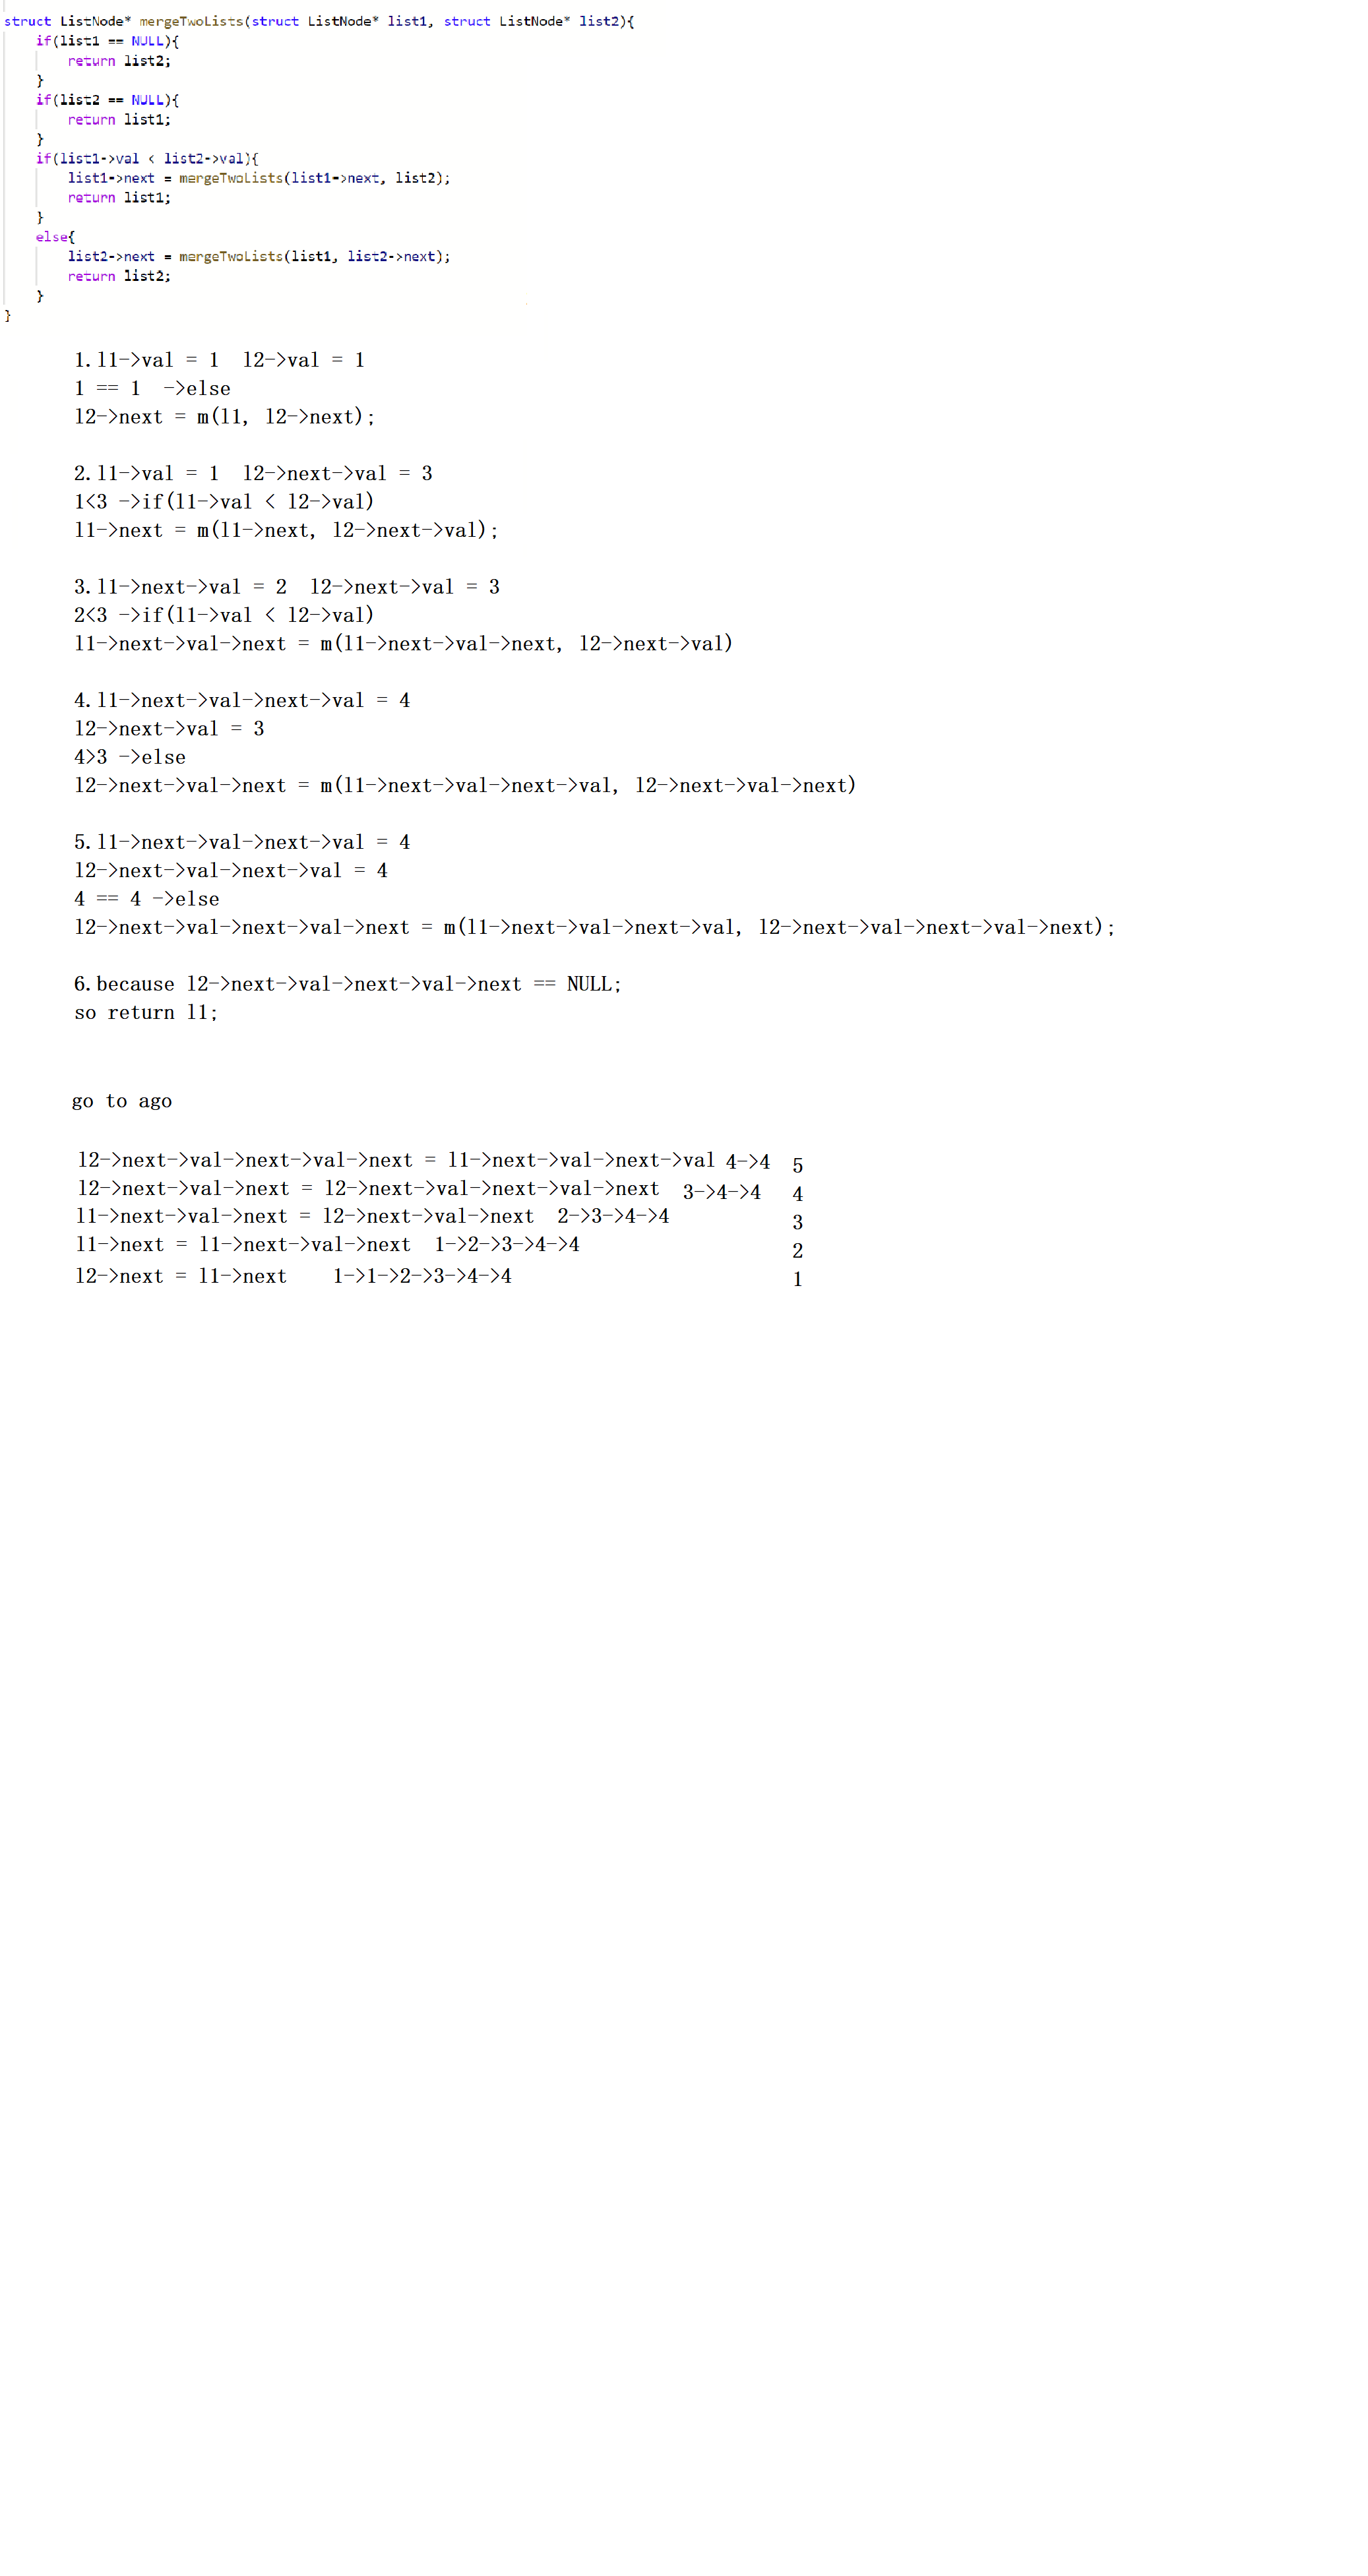 struct ListNode* mergeTwoLists(struct ListNode* list1, struct ListNode* list2){
    if(list1 == NULL){
        return list2;
    }
    if(list2 == NULL){
        return list1;
    }
    if(list1->val < list2->val){
        list1->next = mergeTwoLists(list1->next, list2);
        return list1;
    }
    else{
        list2->next = mergeTwoLists(list1, list2->next);
        return list2;
    }
}
1.l1->val = 1  l2->val = 1
1 == 1  ->else
l2->next = m(l1, l2->next);
2.l1->val = 1  l2->next->val = 3
1<3 ->if(l1->val < l2->val)
l1->next = m(l1->next, l2->next->val);
3.l1->next->val = 2  l2->next->val = 3
2<3 ->if(l1->val < l2->val)
l1->next->val->next = m(l1->next->val->next, l2->next->val)
4.l1->next->val->next->val = 4
l2->next->val = 3
4>3 ->else
l2->next->val->next = m(l1->next->val->next->val, l2->next->val->next)
5.l1->next->val->next->val = 4
l2->next->val->next->val = 4
4 == 4 ->else
l2->next->val->next->val->next = m(l1->next->val->next->val, l2->next->val->next->val->next);
6.because l2->next->val->next->val->next == NULL;
so return l1;
go to ago
l2->next->val->next->val->next = l1->next->val->next->val 4->4  5
l2->next->val->next = l2->next->val->next->val->next  3->4->4  4
l1->next->val->next = l2->next->val->next  2->3->4->4  3
l1->next = l1->next->val->next  1->2->3->4->4  2
l2->next = l1->next    1->1->2->3->4->4  1